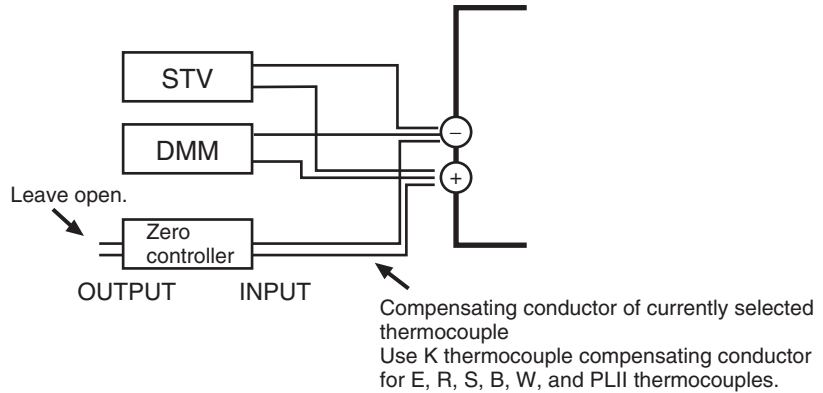 STV
DMM
−
+
Leave open.
Zero
controller
OUTPUT
INPUT
Compensating conductor of currently selected
thermocouple
Use K thermocouple compensating conductor
for E, R, S, B, W, and PLII thermocouples.